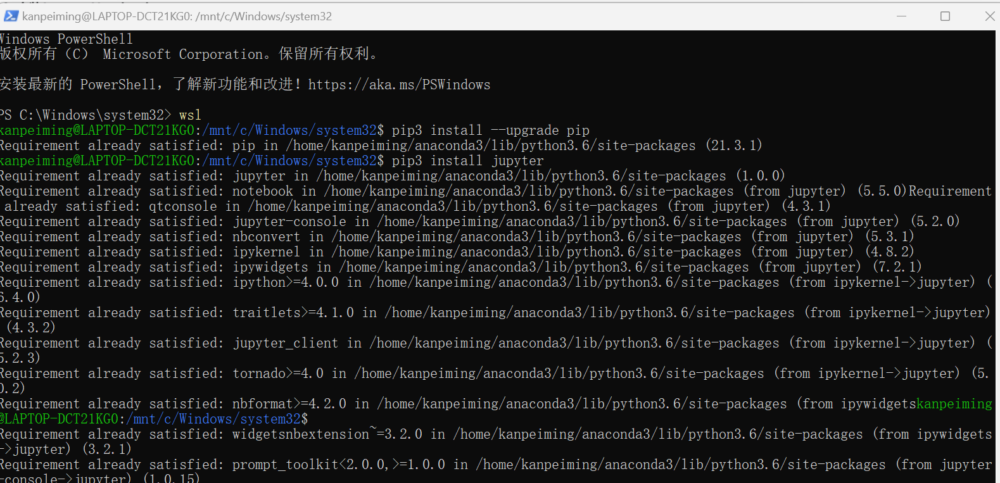 kanpeiming@LAPTOP-DCT21KG0: /mnt/c/Windows/system32
Windows PowerShell
版权所有（C） Microsoft Corporation。保留所有权利。
安装最新的 PowerShell，了解新功能和改进！https://aka.ms/PSWindows
PS C:\Windows\system32> wsl
kanpeiming@LAPTOP-DCT21KG0:/mnt/c/Windows/system32$ pip3 install --upgrade pip
Requirement already satisfied: pip in /home/kanpeiming/anaconda3/lib/python3.6/site-packages (21.3.1)
kanpeiming@LAPTOP-DCT21KG0:/mnt/c/Windows/system32$ pip3 install jupyter
Requirement already satisfied: jupyter in /home/kanpeiming/anaconda3/lib/python3.6/site-packages (1.0.0)
Requirement already satisfied: notebook in /home/kanpeiming/anaconda3/lib/python3.6/site-packages (from jupyter) (5.5.0)Requirement
already satisfied: qtconsole in /home/kanpeiming/anaconda3/lib/python3.6/site-packages (from jupyter) (4.3.1)
Requirement already satisfied: jupyter-console in /home/kanpeiming/anaconda3/lib/python3.6/site-packages (from jupyter) (5.2.0)
Requirement already satisfied: nbconvert in /home/kanpeiming/anaconda3/lib/python3.6/site-packages (from jupyter) (5.3.1)
Requirement already satisfied: ipykernel in /home/kanpeiming/anaconda3/lib/python3.6/site-packages (from jupyter) (4.8.2)
Requirement already satisfied: ipywidgets in /home/kanpeiming/anaconda3/lib/python3.6/site-packages (from jupyter) (7.2.1)
Requirement already satisfied: ipython>=4.0.0 in /home/kanpeiming/anaconda3/lib/python3.6/site-packages (from ipykernel->jupyter) (
6.4.0)
Requirement already satisfied: traitlets>=4.1.0 in /home/kanpeiming/anaconda3/lib/python3.6/site-packages (from ipykernel->jupyter)
(4.3.2)
Requirement already satisfied: jupyter_client in /home/kanpeiming/anaconda3/lib/python3.6/site-packages (from ipykernel->jupyter) (
5.2.3)
Requirement already satisfied: tornado>=4.0 in /home/kanpeiming/anaconda3/lib/python3.6/site-packages (from ipykernel->jupyter) (5.
0.2)
Requirement already satisfied: nbformat>=4.2.0 in /home/kanpeiming/anaconda3/lib/python3.6/site-packages (from ipywidgetskanpeiming
@LAPTOP-DCT21KG0:/mnt/c/Windows/system32$
Requirement already satisfied: widgetsnbextension~=3.2.0 in /home/kanpeiming/anaconda3/lib/python3.6/site-packages (from ipywidgets
->jupyter) (3.2.1)
Requirement already satisfied: prompt_toolkit<2.0.0,>=1.0.0 in /home/kanpeiming/anaconda3/lib/python3.6/site-packages (from jupyter
-console->jupyter) (1.0.15)